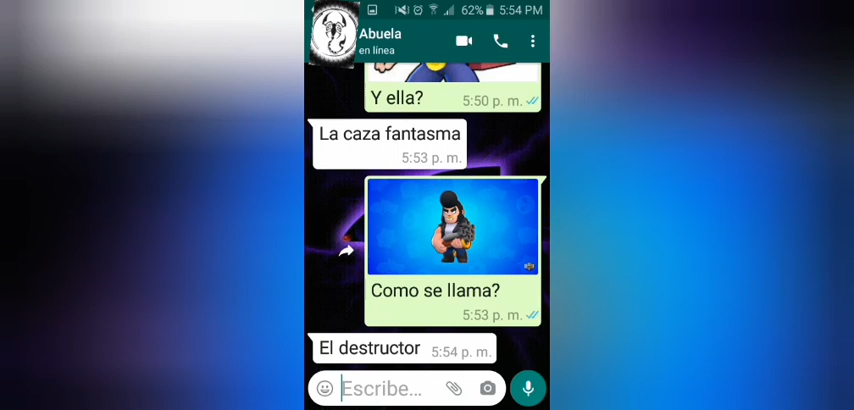 62% 5:54 PM
Abuela
en línea
Y ella?
5:50 p. m.
La caza fantasma
5:53 p. m.
Como se llama?
5:53 p. m.
El destructor
5:54 p. m.
Escribe...